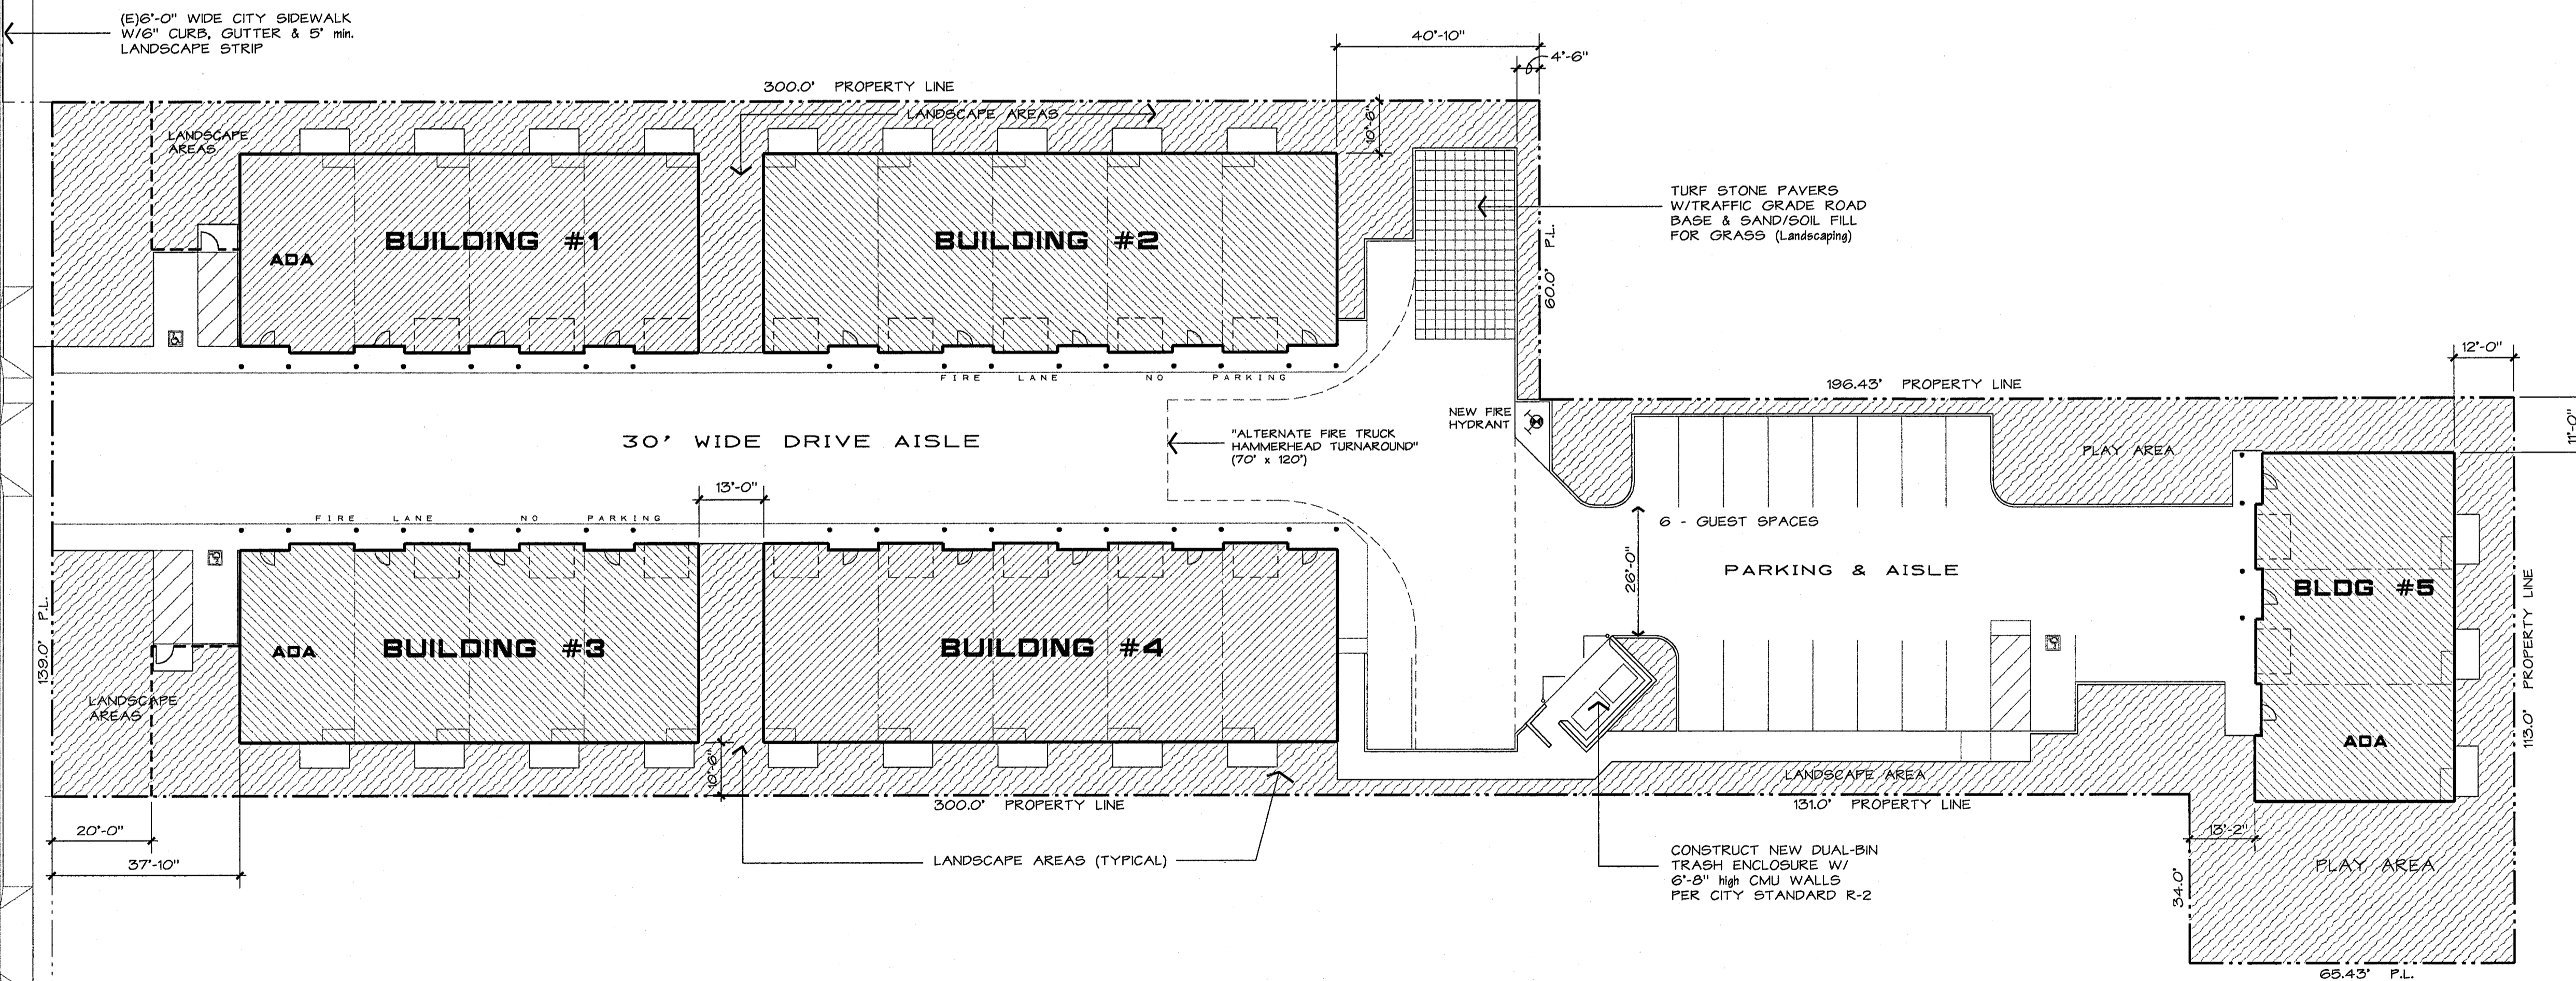 (E)6'-0" WIDE CITY SIDEWALK
W/6" CURB, GUTTER & 5' min.
LANDSCAPE STRIP
40'-10"
4'-6"
300.0' PROPERTY LINE
LANDSCAPE AREAS
LANDSCAPE
AREAS
10'-6"
TURF STONE PAVERS
W/TRAFFIC GRADE ROAD
BASE & SAND/SOIL FILL
FOR GRASS (Landscaping)
BUILDING #1
ADA
BUILDING #2
60.0' P.L.
12'-0"
FIRE LANE NO PARKING
196.43' PROPERTY LINE
11'-0"
NEW FIRE
HYDRANT
30' WIDE DRIVE AISLE
"ALTERNATE FIRE TRUCK
HAMMERHEAD TURNAROUND"
(70' x 120')
PLAY AREA
13'-0"
FIRE LANE NO PARKING
6 - GUEST SPACES
26'-0"
PARKING & AISLE
BLDG #5
ADA
113.0' PROPERTY LINE
139.0' P.L.
ADA
BUILDING #3
BUILDING #4
LANDSCAPE
AREAS
10'-6"
LANDSCAPE AREA
300.0' PROPERTY LINE
131.0' PROPERTY LINE
20'-0"
37'-10"
13'-2"
LANDSCAPE AREAS (TYPICAL)
CONSTRUCT NEW DUAL-BIN
TRASH ENCLOSURE W/
6'-8" high CMU WALLS
PER CITY STANDARD R-2
34.0'
PLAY AREA
65.43' P.L.